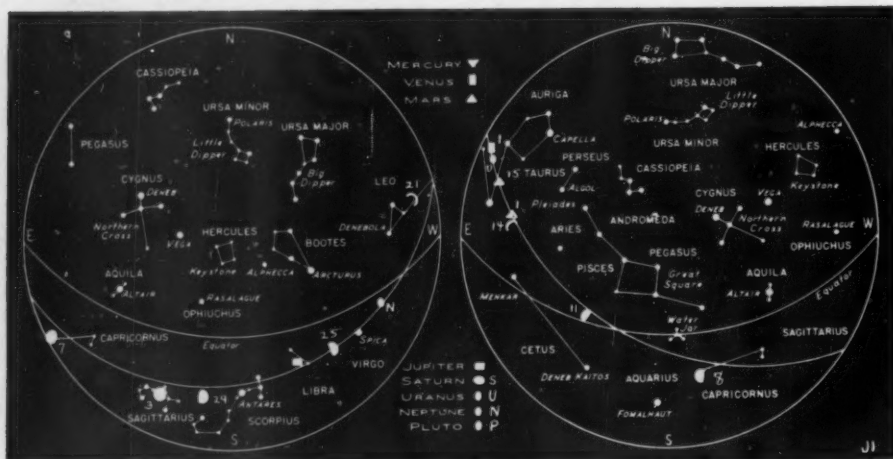 9
N
CASSIOPEIA
URSA MINOR
POLARIS
URSA MAJOR
Little
Dipper
PEGASUS
Big
Dipper
CYGNUS
DENEB
LEO
21
Northern
Cross
DENEBOLA
E
VEGA
HERCULES
BOOTES
W
Keystone
ALPHECCA
ARCTURUS
AQUILA
ALTAIR
RASALAGUE
OPHIUCHUS
N
CAPRICORNUS
Equator
25
SPICA
7
VIRGO
LIBRA
3
29
ANTARES
SAGITTARIUS
SCORPIUS
S
MERCURY
VENUS
MARS
JUPITER
SATURN S
URANUS U
NEPTUNE N
PLUTO P
N
Big
Dipper
URSA MAJOR
AURIGA
Little
Dipper
POLARIS
ALPHECCA
CAPELLA
URSA MINOR
PERSEUS
HERCULES
U
TAURUS
CASSIOPEIA
15
Keystone
ALGOL
CYGNUS
VEGA
Pleiades
DENEB
1
ANDROMEDA
Northern
Cross
14
RASALAGUE
E
ARIES
W
OPHIUCHUS
PEGASUS
PISCES
Great
Square
AQUILA
MENKAR
ALTAIR
Equator
11
Water
Jar
SAGITTARIUS
CETUS
AQUARIUS
8
DENEB KAITOS
CAPRICORNUS
FOMALHAUT
S
J1